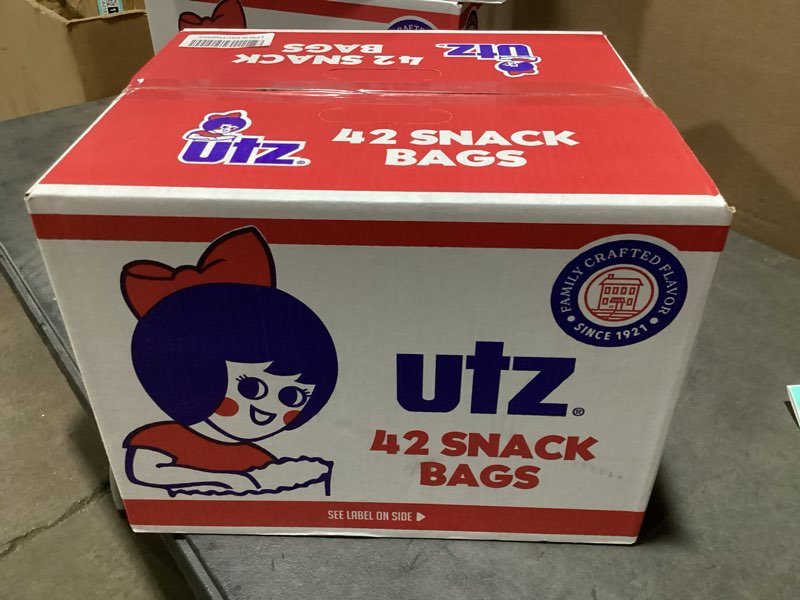 42 SNACK
BAGS
utz
utz®
42 SNACK
BAGS
FAMILY CRAFTED FLAVOR
SINCE 1921
utz®
42 SNACK
BAGS
SEE LABEL ON SIDE